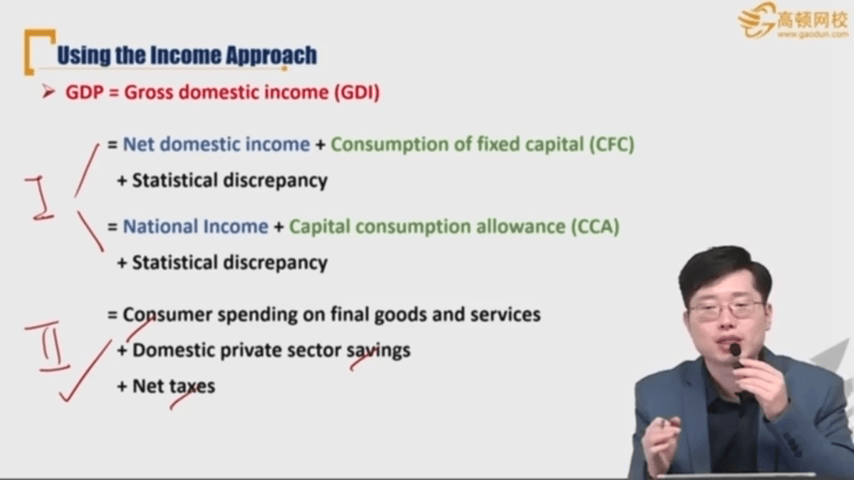 高顿网校
www.gaodun.com
Using the Income Approach
➤ GDP = Gross domestic income (GDI)
= Net domestic income + Consumption of fixed capital (CFC)
+ Statistical discrepancy
I
= National Income + Capital consumption allowance (CCA)
+ Statistical discrepancy
= Consumer spending on final goods and services
II
+ Domestic private sector savings
+ Net taxes